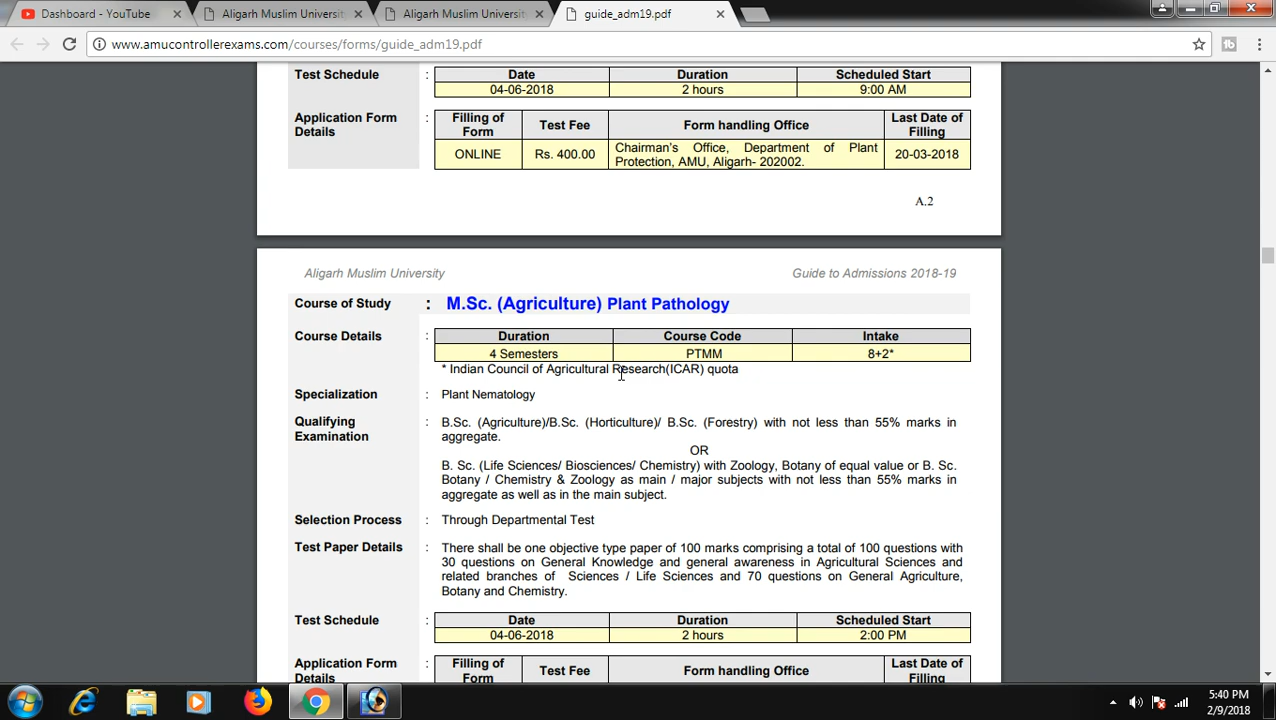 Dashboard - YouTube
Aligarh Muslim Universit
Aligarh Muslim Universit
guide_adm19.pdf
www.amucontrollerexams.com/courses/forms/guide_adm19.pdf
Test Schedule : Date Duration Scheduled Start
04-06-2018 2 hours 9:00 AM
Application Form Details : Filling of Form Test Fee Form handling Office Last Date of Filling
ONLINE Rs. 400.00 Chairman's Office, Department of Plant Protection, AMU, Aligarh- 202002. 20-03-2018
A.2
Aligarh Muslim University Guide to Admissions 2018-19
Course of Study : M.Sc. (Agriculture) Plant Pathology
Course Details : Duration Course Code Intake
4 Semesters PTMM 8+2*
* Indian Council of Agricultural Research(ICAR) quota
Specialization : Plant Nematology
Qualifying : B.Sc. (Agriculture)/B.Sc. (Horticulture)/ B.Sc. (Forestry) with not less than 55% marks in
Examination aggregate.
OR
B. Sc. (Life Sciences/ Biosciences/ Chemistry) with Zoology, Botany of equal value or B. Sc.
Botany / Chemistry & Zoology as main / major subjects with not less than 55% marks in
aggregate as well as in the main subject.
Selection Process : Through Departmental Test
Test Paper Details : There shall be one objective type paper of 100 marks comprising a total of 100 questions with
30 questions on General Knowledge and general awareness in Agricultural Sciences and
related branches of Sciences / Life Sciences and 70 questions on General Agriculture,
Botany and Chemistry.
Test Schedule : Date Duration Scheduled Start
04-06-2018 2 hours 2:00 PM
Application Form Details : Filling of Form Test Fee Form handling Office Last Date of Filling
5:40 PM
2/9/2018